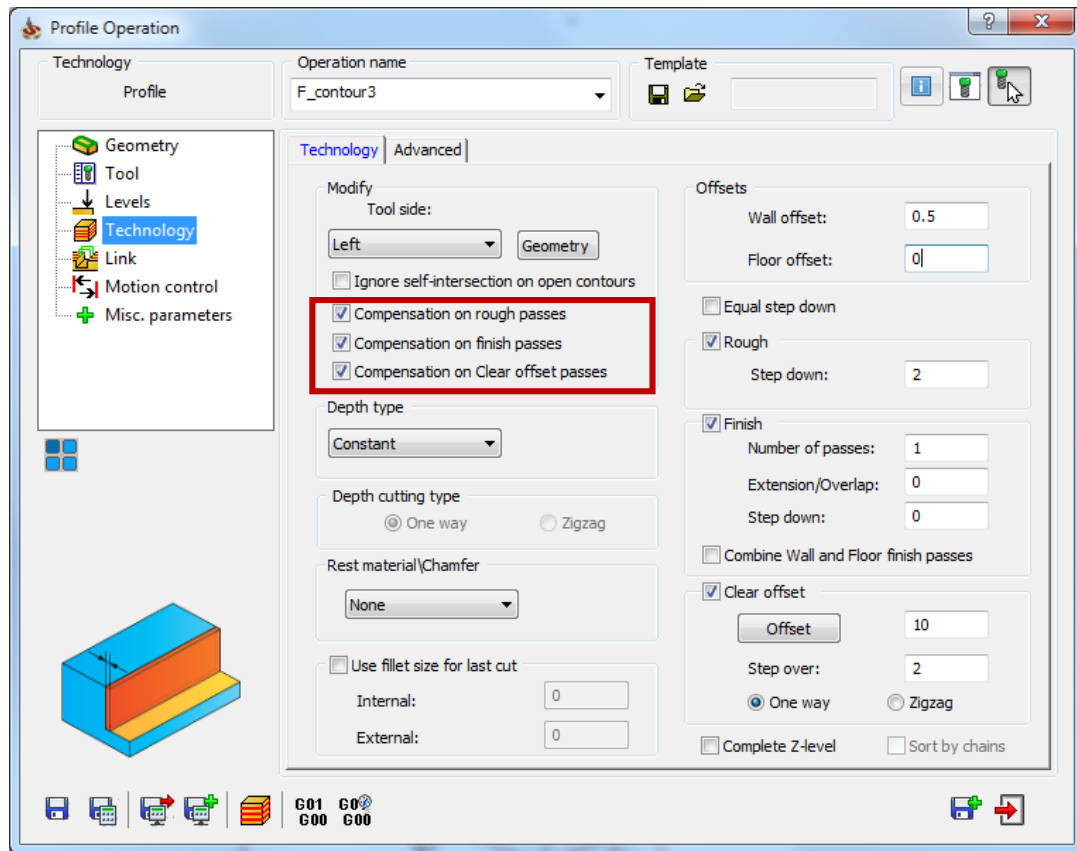 Profile Operation
Technology
Profile
Operation name
F_contour3
Template
Geometry
Tool
Levels
Technology
Link
Motion control
Misc. parameters
Technology
Advanced
Modify
Tool side:
Left
Geometry
Ignore self-intersection on open contours
Compensation on rough passes
Compensation on finish passes
Compensation on Clear offset passes
Depth type
Constant
Depth cutting type
One way
Zigzag
Rest material\Chamfer
None
Use fillet size for last cut
Internal: 0
External: 0
Offsets
Wall offset: 0.5
Floor offset: 0
Equal step down
Rough
Step down: 2
Finish
Number of passes: 1
Extension/Overlap: 0
Step down: 0
Combine Wall and Floor finish passes
Clear offset
Offset 10
Step over: 2
One way
Zigzag
Complete Z-level
Sort by chains
G01 G00
G00 G00